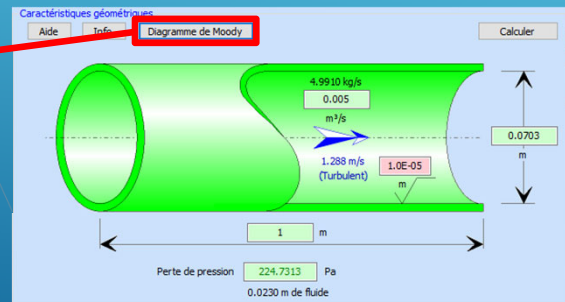 Caractéristiques géométriques
Aide Info Diagramme de Moody Calculer
4.9910 kg/s
0.005
m³/s
0.0703
m
1.288 m/s
(Turbulent)
1.0E-05
m
1 m
Perte de pression 224.7313 Pa
0.0230 m de fluide